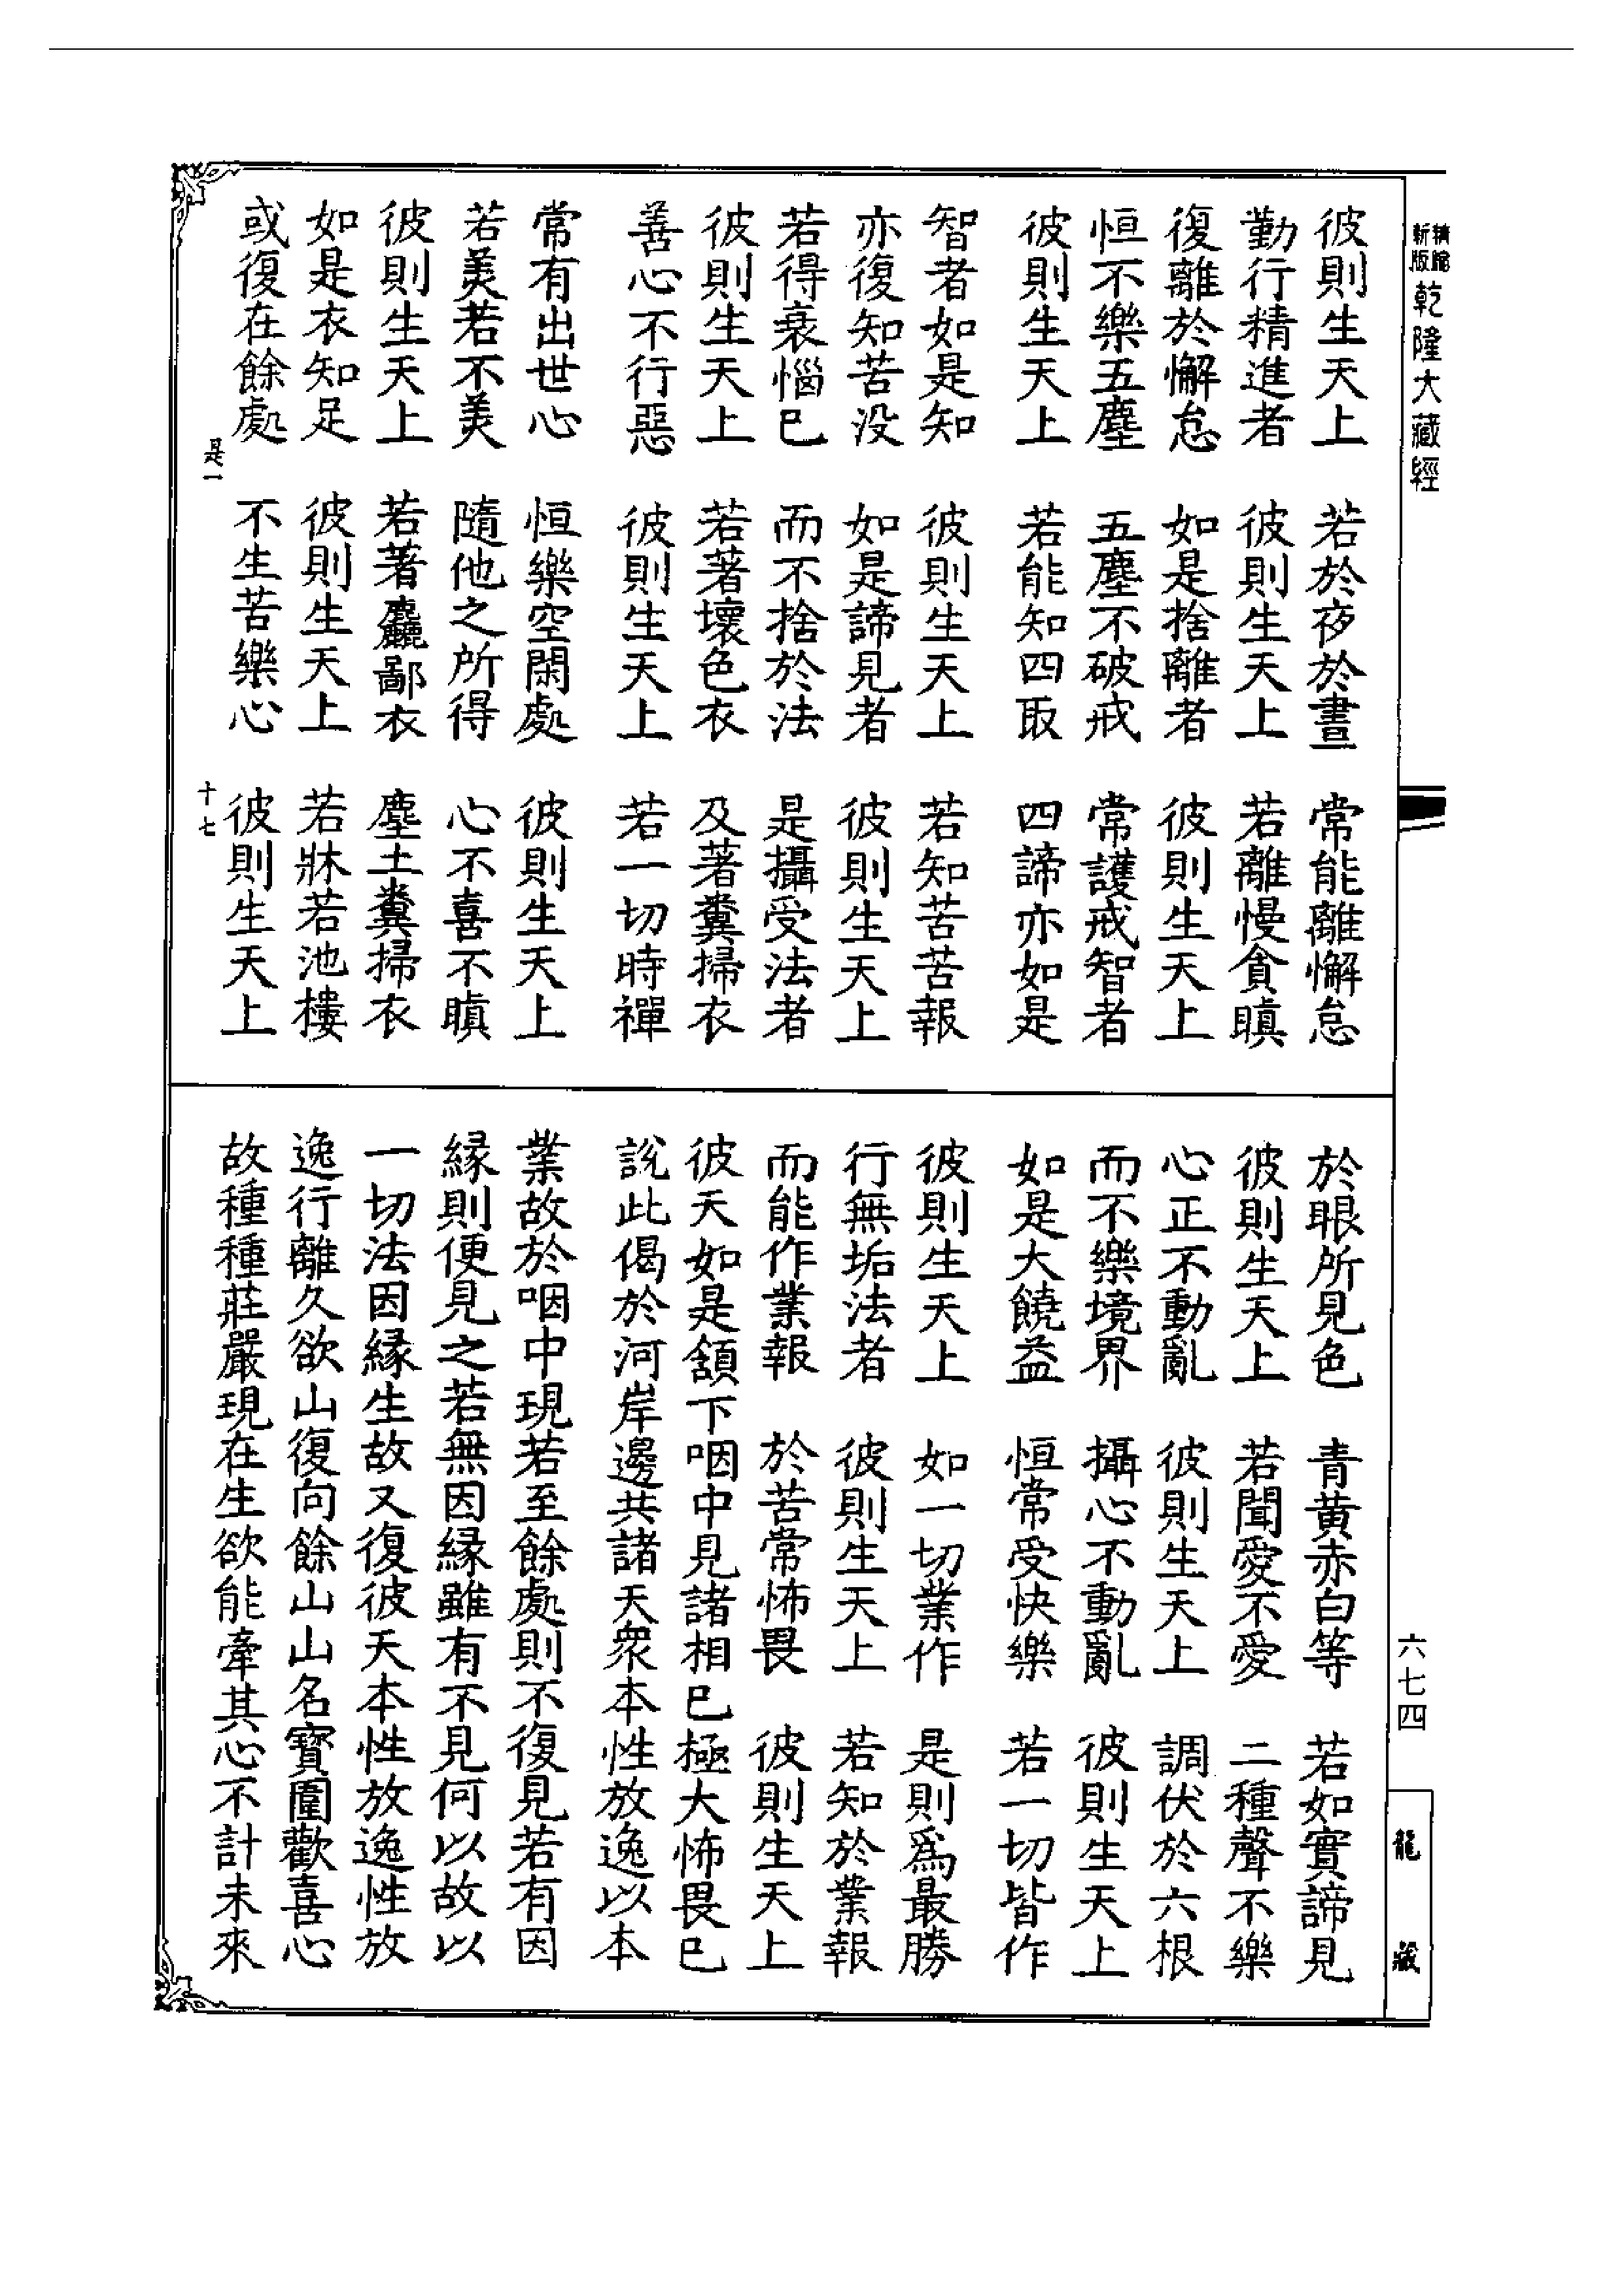 精縮
新版
乾隆大藏經
彼則生天上 若於夜於晝 常能離懈怠
勤行精進者 彼則生天上 若離慢貪瞋
復離於懈怠 如是捨離者 彼則生天上
恒不樂五塵 五塵不破戒 常護戒智者
彼則生天上 若能知四取 四諦亦如是
智者如是知 彼則生天上 若知苦苦報
亦復知苦没 如是諦見者 彼則生天上
若得衰惱已 而不捨於法 是攝受法者
彼則生天上 若著壞色衣 及著糞掃衣
善心不行惡 彼則生天上 若一切時禪
常有出世心 恒樂空閑處 彼則生天上
若美若不美 隨他之所得 心不喜不瞋
彼則生天上 若著麤鄙衣 塵土糞掃衣
如是衣知足 彼則生天上 若牀若池樓
或復在餘處 不生苦樂心 彼則生天上
是一
十七
於眼所見色 青黄赤白等 若如實諦見
彼則生天上 若聞愛不愛 二種聲不樂
心正不動亂 彼則生天上 調伏於六根
而不樂境界 攝心不動亂 彼則生天上
如是大饒益 恒常受快樂 若一切皆作
彼則生天上 如一切業作 是則爲最勝
行無垢法者 彼則生天上 若知於業報
而能作業報 於苦常怖畏 彼則生天上
彼天如是頷下咽中見諸相已極大怖畏已
說此偈於河岸邊共諸天衆本性放逸以本
業故於咽中現若至餘處則不復見若有因
縁則便見之若無因縁雖有不見何以故以
一切法因縁生故又復彼天本性放逸性放
逸行離久欲山復向餘山山名寶圍歡喜心
故種種莊嚴現在生欲能牽其心不計未來
六七四
龍藏